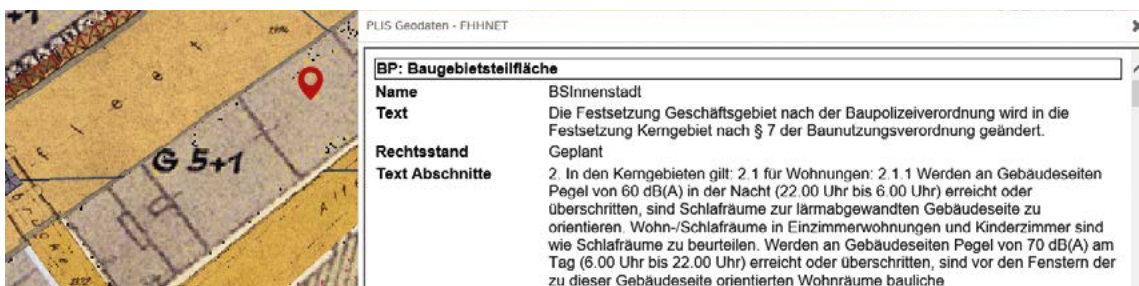 G 5+1
PLIS Geodaten - FHHNET
BP: Baugebietsteilfläche
Name BSInnenstadt
Text Die Festsetzung Geschäftsgebiet nach der Baupolizeiverordnung wird in die
Festsetzung Kerngebiet nach § 7 der Baunutzungsverordnung geändert.
Rechtsstand Geplant
Text Abschnitte 2. In den Kerngebieten gilt: 2.1 für Wohnungen: 2.1.1 Werden an Gebäudeseiten
Pegel von 60 dB(A) in der Nacht (22.00 Uhr bis 6.00 Uhr) erreicht oder
überschritten, sind Schlafräume zur lärmabgewandten Gebäudeseite zu
orientieren. Wohn-/Schlafräume in Einzimmerwohnungen und Kinderzimmer sind
wie Schlafräume zu beurteilen. Werden an Gebäudeseiten Pegel von 70 dB(A) am
Tag (6.00 Uhr bis 22.00 Uhr) erreicht oder überschritten, sind vor den Fenstern der
zu dieser Gebäudeseite orientierten Wohnräume bauliche